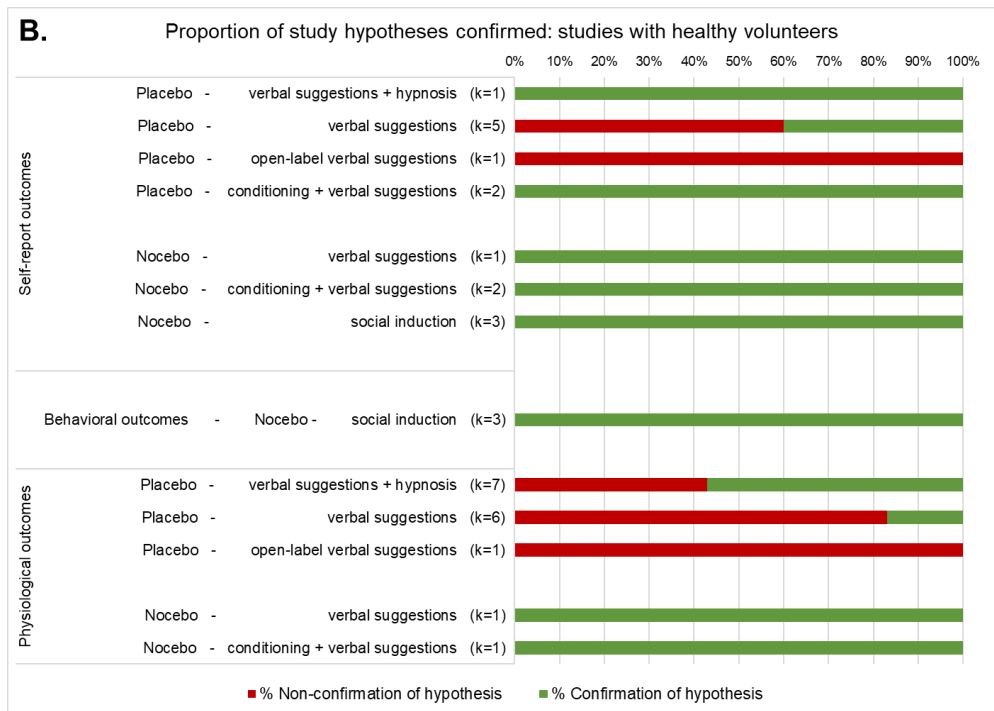 B.
Proportion of study hypotheses confirmed: studies with healthy volunteers
0% 10% 20% 30% 40% 50% 60% 70% 80% 90% 100%
Self-report outcomes
Placebo - verbal suggestions + hypnosis (k=1)
Placebo - verbal suggestions (k=5)
Placebo - open-label verbal suggestions (k=1)
Placebo - conditioning + verbal suggestions (k=2)
Nocebo - verbal suggestions (k=1)
Nocebo - conditioning + verbal suggestions (k=2)
Nocebo - social induction (k=3)
Behavioral outcomes - Nocebo - social induction (k=3)
Physiological outcomes
Placebo - verbal suggestions + hypnosis (k=7)
Placebo - verbal suggestions (k=6)
Placebo - open-label verbal suggestions (k=1)
Nocebo - verbal suggestions (k=1)
Nocebo - conditioning + verbal suggestions (k=1)
% Non-confirmation of hypothesis % Confirmation of hypothesis